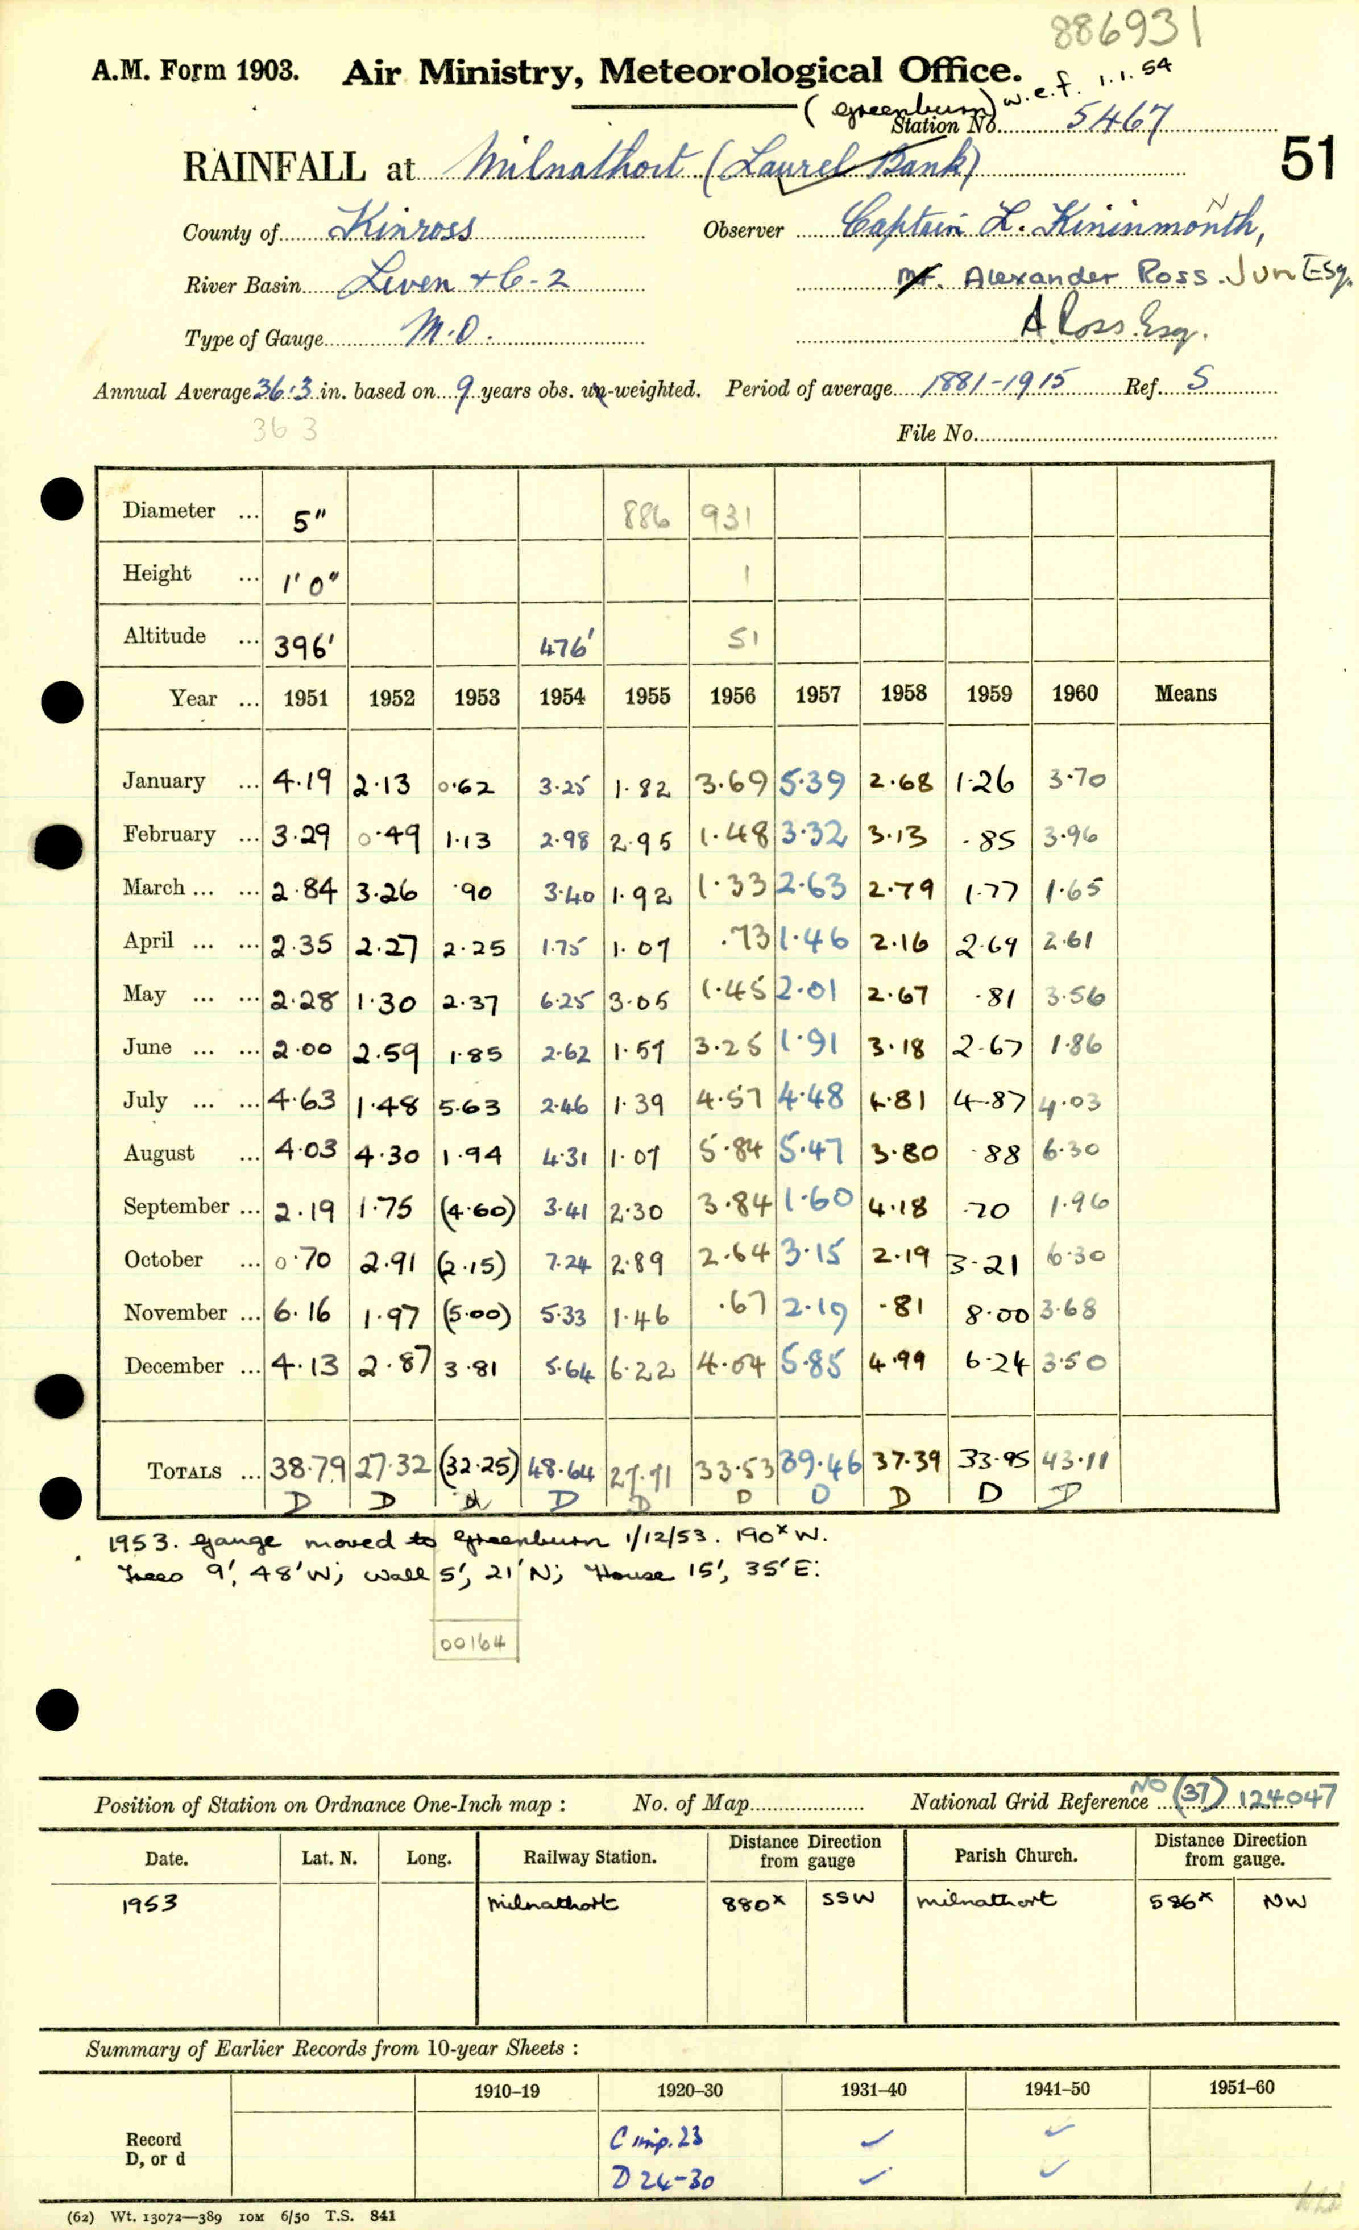 886931
A.M. Form 1903. Air Ministry, Meteorological Office.
(Greenburn) w.e.f. 1.1.54
Station No. 5467
RAINFALL at Milnathort (Laurel Bank) 51
County of Kinross Observer Captain L. Kininmonth,
N
River Basin Leven + C-2 Mr. Alexander Ross. Jun Esq.
Type of Gauge M.O. A Ross. Esq.
Annual Average 36.3 in. based on 9 years obs. un-weighted. Period of average 1881-1915 Ref. S
36 3
File No.
Diameter ... 5" 886 931
Height ... 1'0" 1
Altitude ... 396' 476' 51
Year ... 1951 1952 1953 1954 1955 1956 1957 1958 1959 1960 Means
January ... 4.19 2.13 0.62 3.25 1.82 3.69 5.39 2.68 1.26 3.70
February ... 3.29 0.49 1.13 2.98 2.95 1.48 3.32 3.13 .85 3.96
March ... ... 2.84 3.26 .90 3.40 1.92 1.33 2.63 2.79 1.77 1.65
April ... ... 2.35 2.27 2.25 1.75 1.07 .73 1.46 2.16 2.69 2.61
May ... ... 2.28 1.30 2.37 6.25 3.05 1.45 2.01 2.67 .81 3.56
June ... ... 2.00 2.59 1.85 2.62 1.57 3.25 1.91 3.18 2.67 1.86
July ... ... 4.63 1.48 5.63 2.46 1.39 4.57 4.48 4.81 4.87 4.03
August ... 4.03 4.30 1.94 4.31 1.07 5.84 5.47 3.80 .88 6.30
September ... 2.19 1.75 (4.60) 3.41 2.30 3.84 1.60 4.18 .70 1.96
October ... 0.70 2.91 (2.15) 7.24 2.89 2.64 3.15 2.19 3.21 6.30
November ... 6.16 1.97 (5.00) 5.33 1.46 .67 2.19 .81 8.00 3.68
December ... 4.13 2.87 3.81 5.64 6.22 4.04 5.85 4.99 6.24 3.50
TOTALS ... 38.79 27.32 (32.25) 48.64 27.71 33.53 39.46 37.39 33.95 43.11
D D d D D D D D D D
1953. Gauge moved to Greenburn 1/12/53. 190x W.
Trees 9', 48' W; Wall 5', 21' N; House 15', 35' E:
00164
Position of Station on Ordnance One-Inch map : No. of Map National Grid Reference NO (37) 124047
Date. Lat. N. Long. Railway Station. Distance Direction from gauge Parish Church. Distance Direction from gauge.
1953 Milnathort 880x SSW Milnathort 586x NW
Summary of Earlier Records from 10-year Sheets :
1910–19 1920–30 1931–40 1941–50 1951–60
Record D, or d C imp. 23 ✓ ✓
D 24-30 ✓ ✓
(62) Wt. 13072—389 10M 6/50 T.S. 841